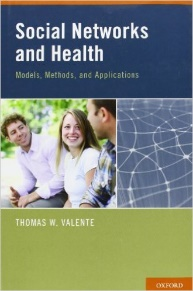 Social Networks
and Health
Models, Methods, and Applications
THOMAS W. VALENTE
OXFORD